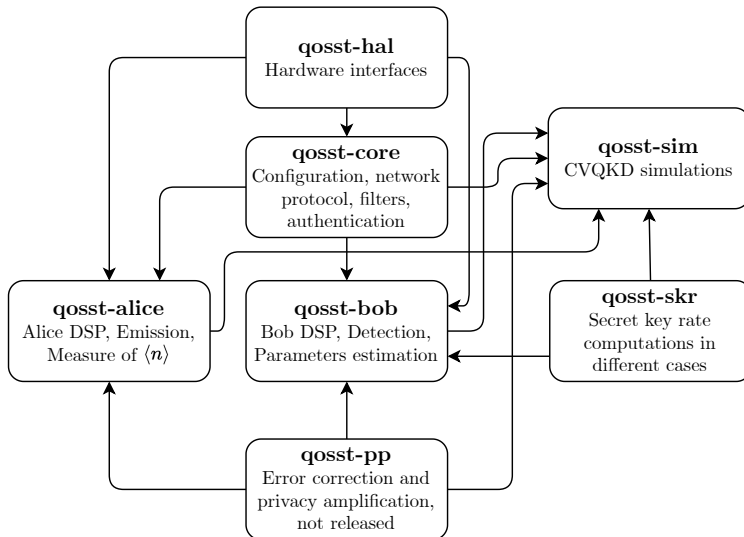 qosst-hal
Hardware interfaces
qosst-core
Configuration, network
protocol, filters,
authentication
qosst-sim
CVQKD simulations
qosst-alice
Alice DSP, Emission,
Measure of ⟨n⟩
qosst-bob
Bob DSP, Detection,
Parameters estimation
qosst-skr
Secret key rate
computations in
different cases
qosst-pp
Error correction and
privacy amplification,
not released